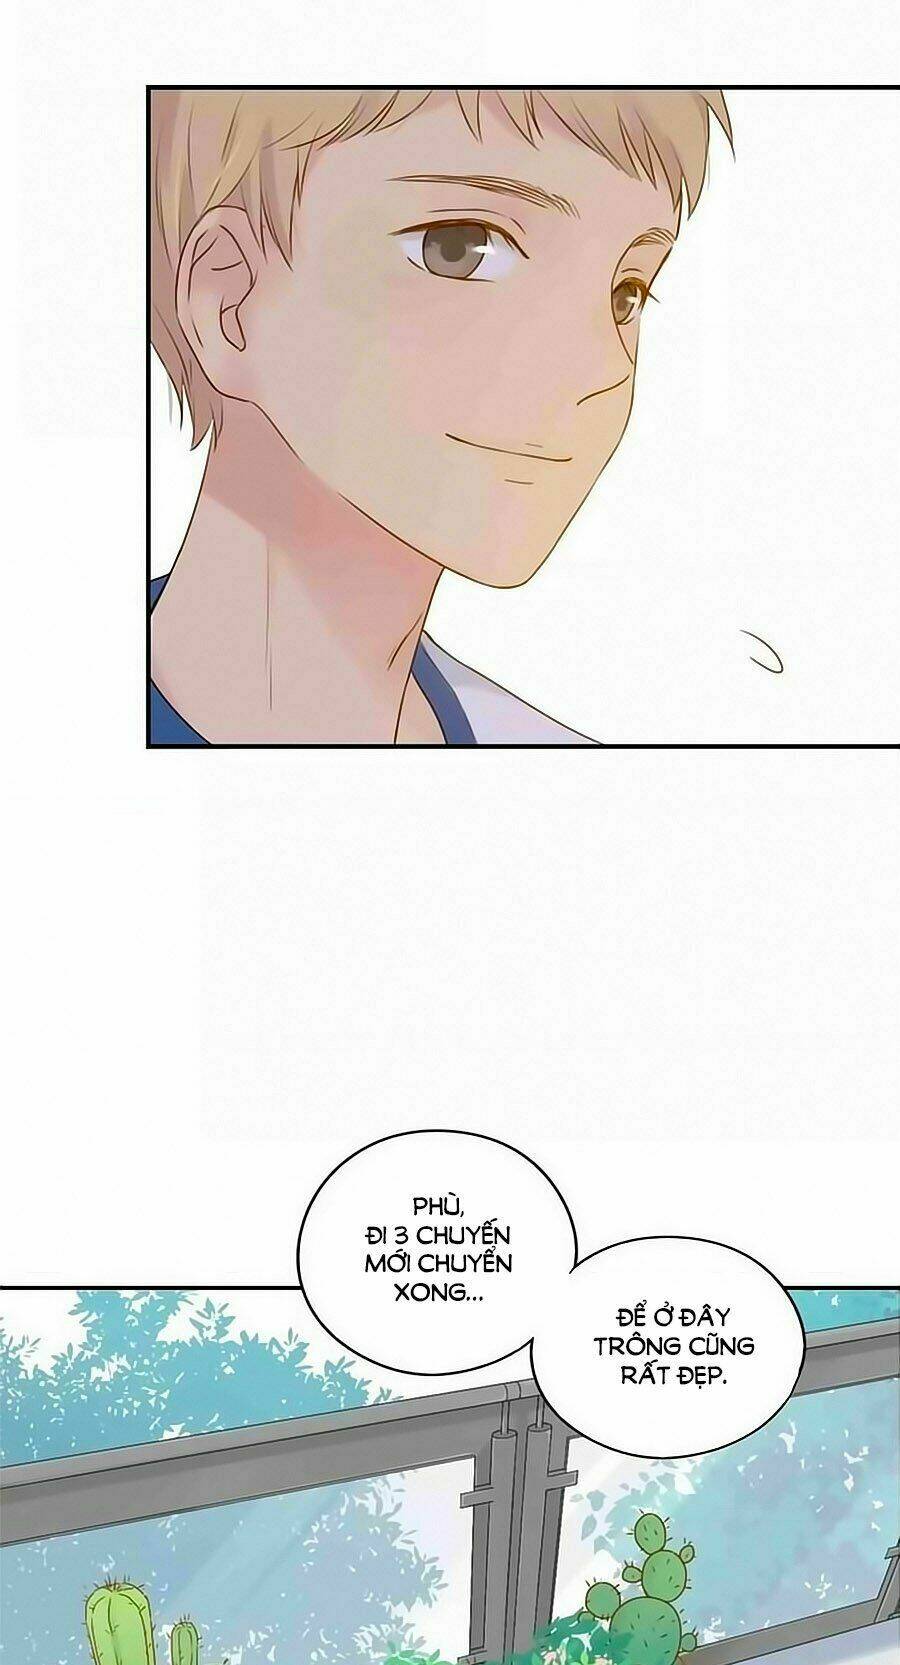 PHÙ,
ĐI 3 CHUYẾN
MỚI CHUYỂN
XONG...
ĐỂ Ở ĐÂY
TRÔNG CŨNG
RẤT ĐẸP.